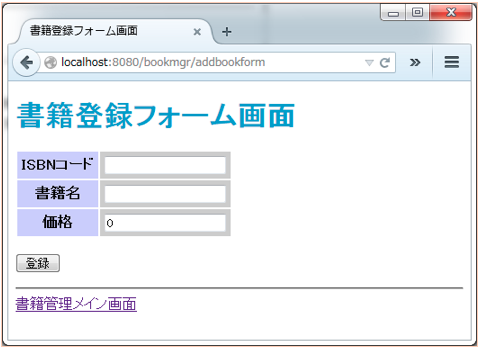 書籍登録フォーム画面
localhost:8080/bookmgr/addbookform
書籍登録フォーム画面
ISBNコード
書籍名
価格 0
登録
書籍管理メイン画面